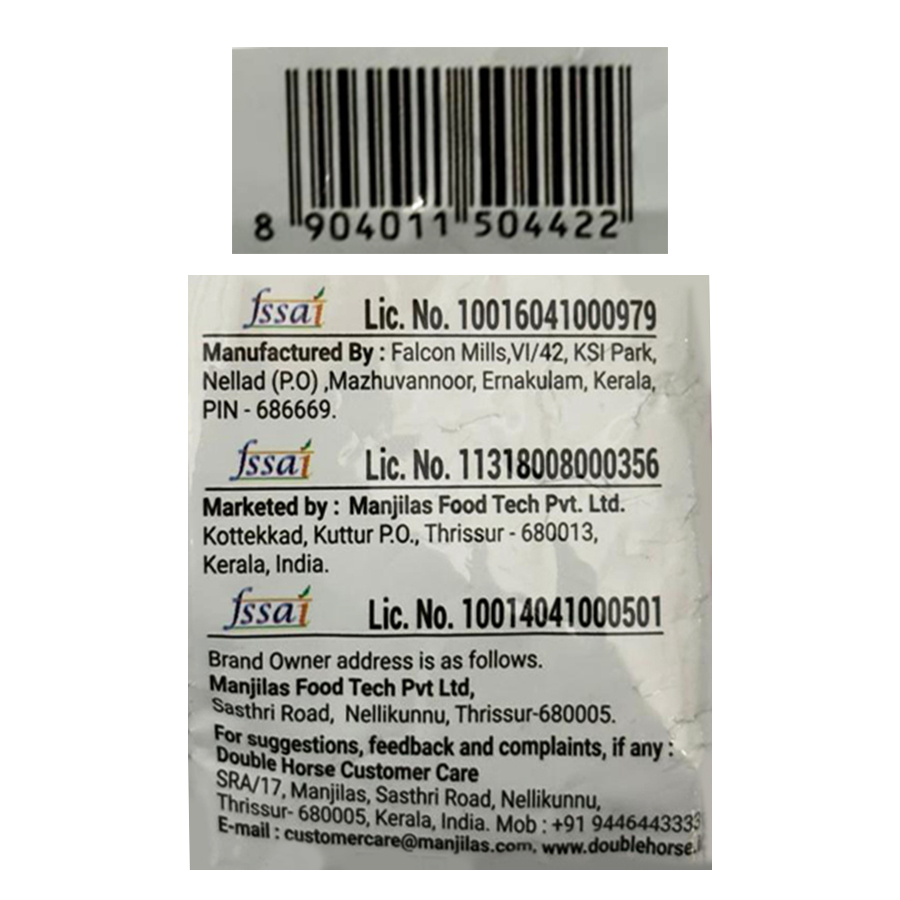 8 904011 504422
fssai Lic. No. 10016041000979
Manufactured By : Falcon Mills,VI/42, KSI Park,
Nellad (P.O) ,Mazhuvannoor, Ernakulam, Kerala,
PIN - 686669.
fssai Lic. No. 11318008000356
Marketed by : Manjilas Food Tech Pvt. Ltd.
Kottekkad, Kuttur P.O., Thrissur - 680013,
Kerala, India.
fssai Lic. No. 10014041000501
Brand Owner address is as follows.
Manjilas Food Tech Pvt Ltd,
Sasthri Road, Nellikunnu, Thrissur-680005.
For suggestions, feedback and complaints, if any :
Double Horse Customer Care
SRA/17, Manjilas, Sasthri Road, Nellikunnu,
Thrissur- 680005, Kerala, India. Mob : +91 9446443333
E-mail : customercare@manjilas.com, www.doublehorse.